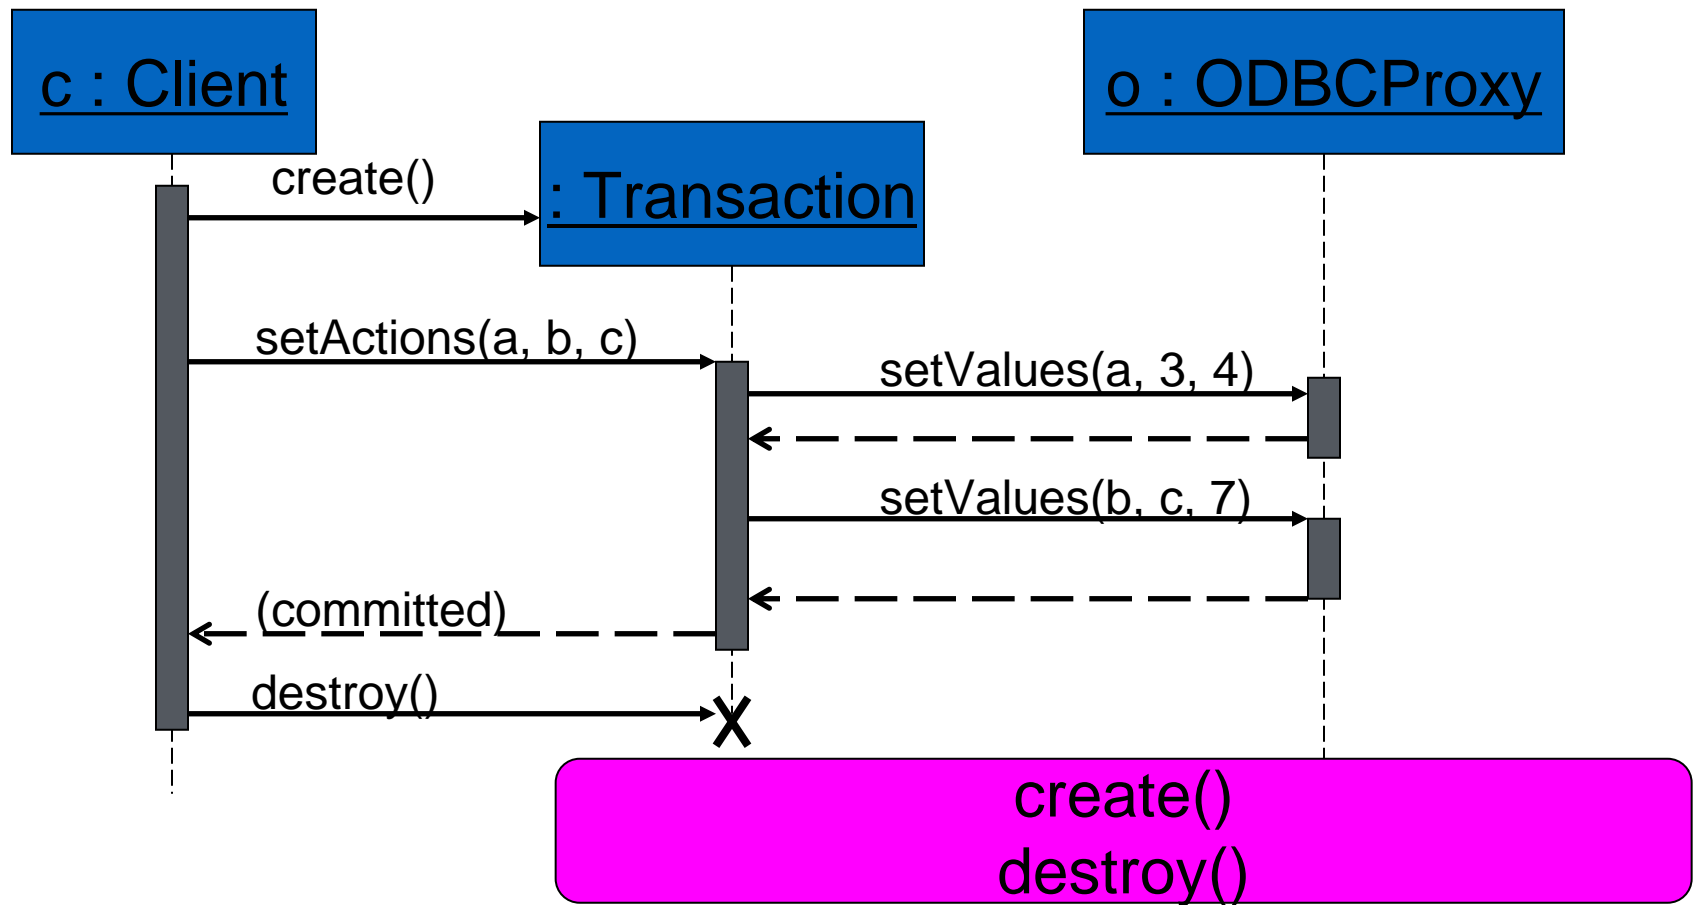 c : Client
o : ODBCProxy
: Transaction
create()
setActions(a, b, c)
setValues(a, 3, 4)
setValues(b, c, 7)
(committed)
destroy()
create()
destroy()